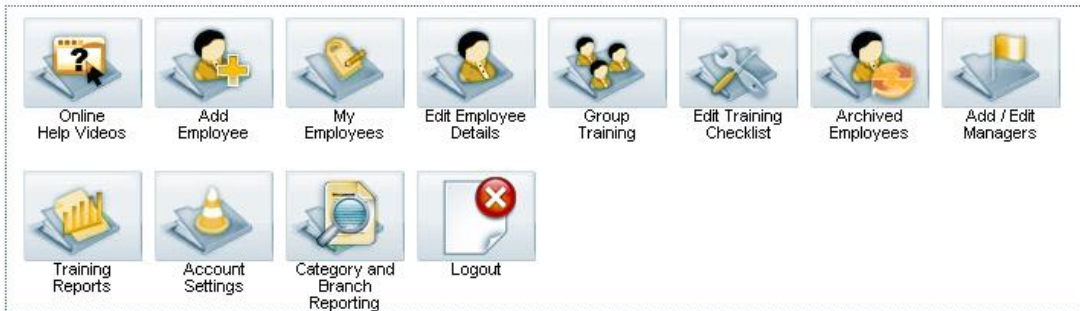 ?
Online
Help Videos
Add
Employee
My
Employees
Edit Employee
Details
Group
Training
Edit Training
Checklist
Archived
Employees
Add / Edit
Managers
Training
Reports
Account
Settings
Category and
Branch
Reporting
Logout